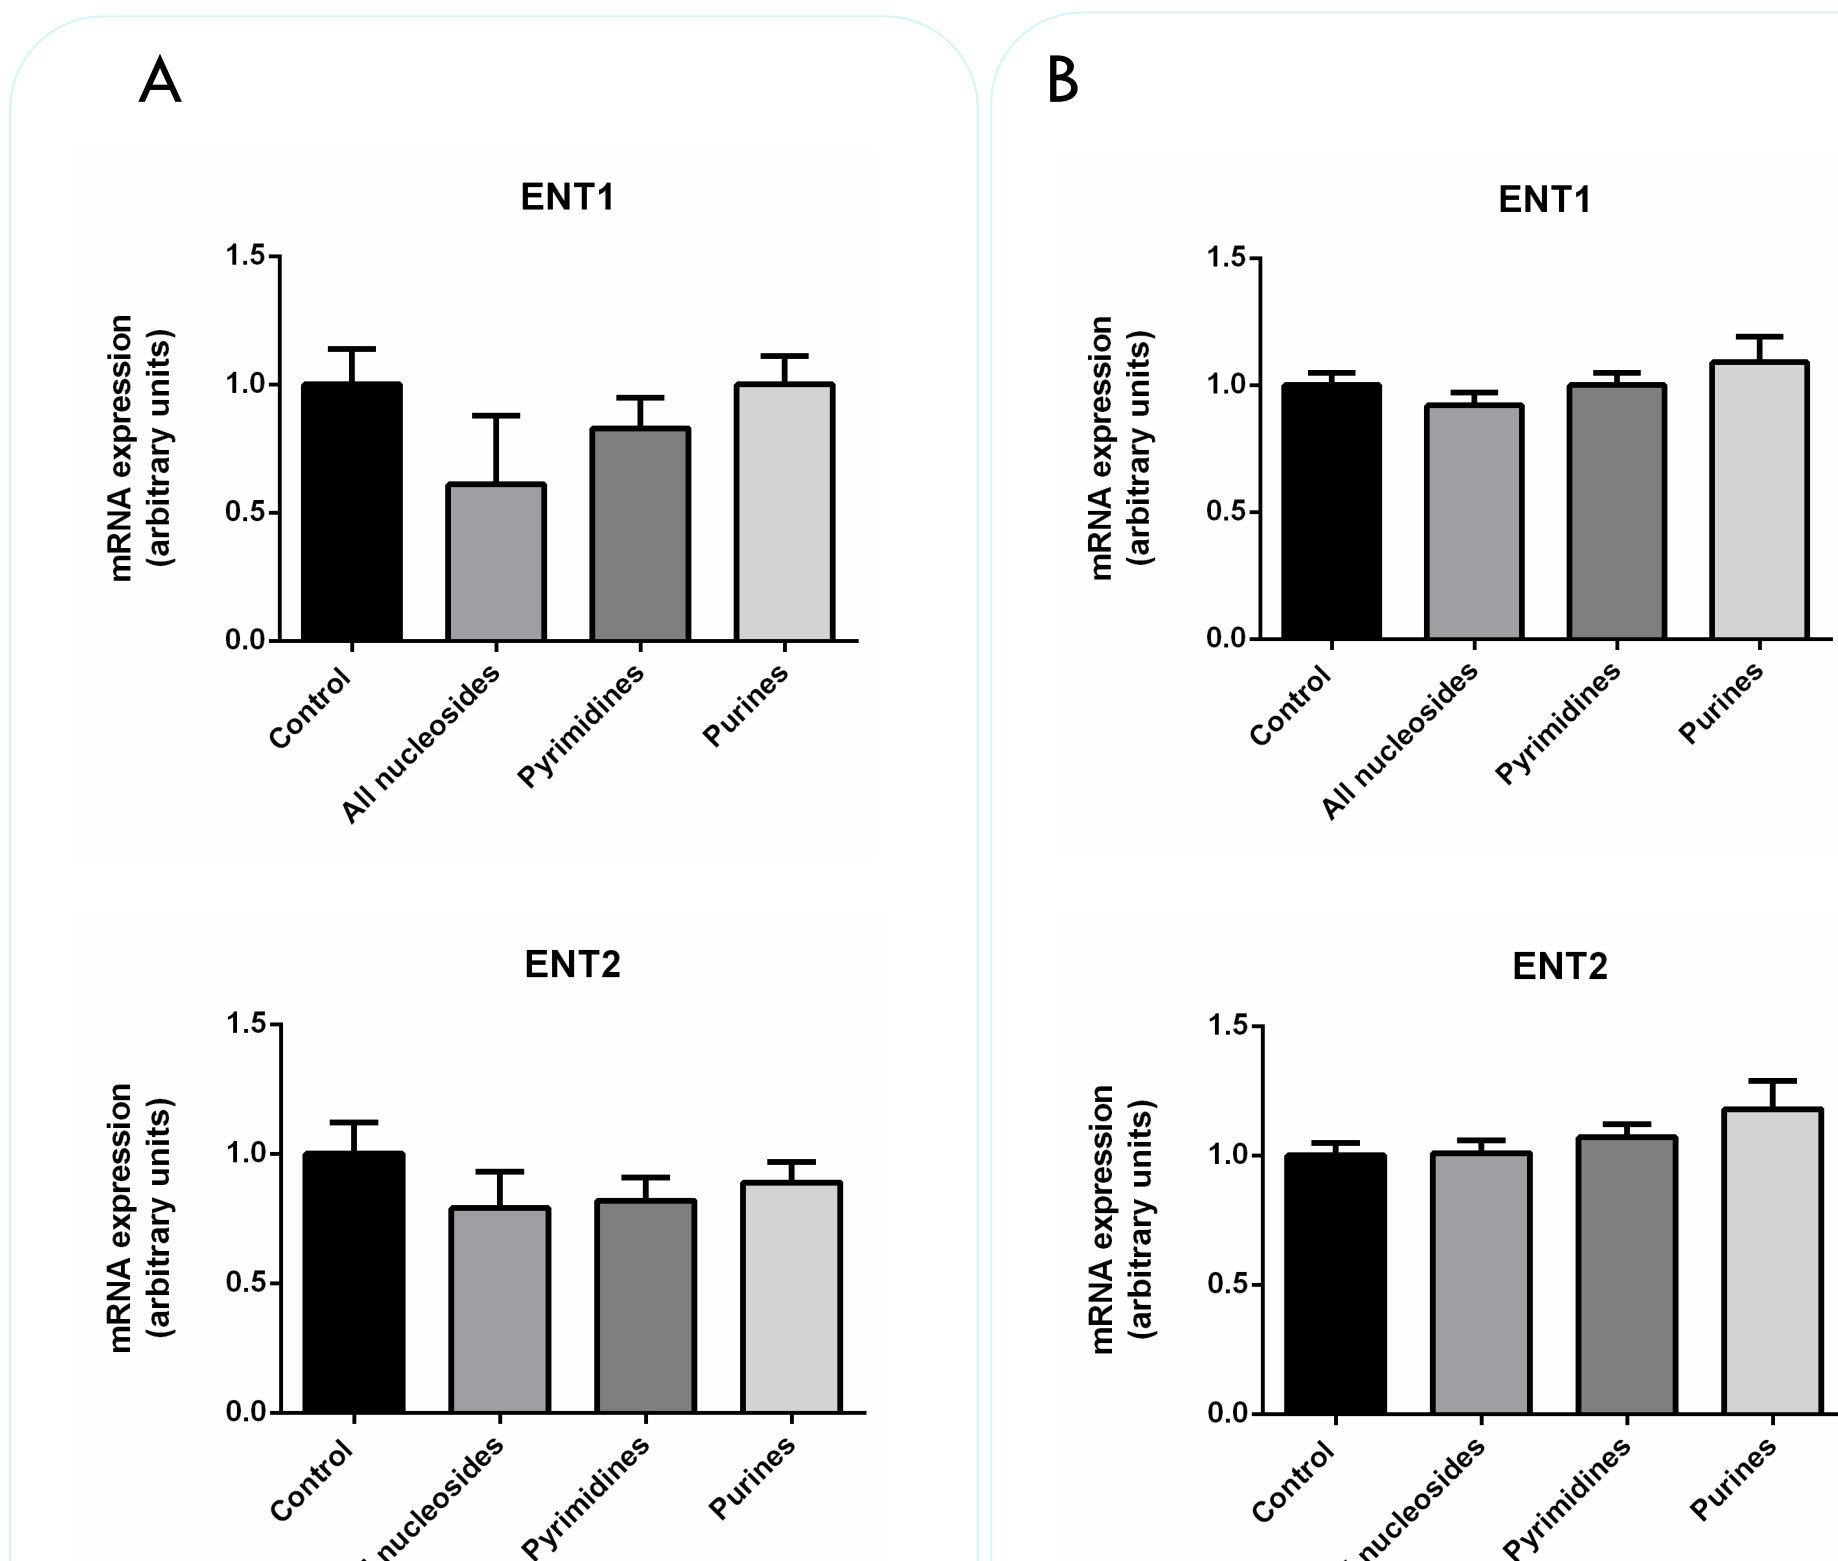 A
ENT1
mRNA expression
(arbitrary units)
1.5
1.0
0.5
0.0
Control
All nucleosides
Pyrimidines
Purines
B
ENT1
mRNA expression
(arbitrary units)
1.5
1.0
0.5
0.0
Control
All nucleosides
Pyrimidines
Purines
ENT2
mRNA expression
(arbitrary units)
1.5
1.0
0.5
0.0
Control
nucleosides
Pyrimidines
Purines
ENT2
mRNA expression
(arbitrary units)
1.5
1.0
0.5
0.0
Control
nucleosides
Pyrimidines
Purines